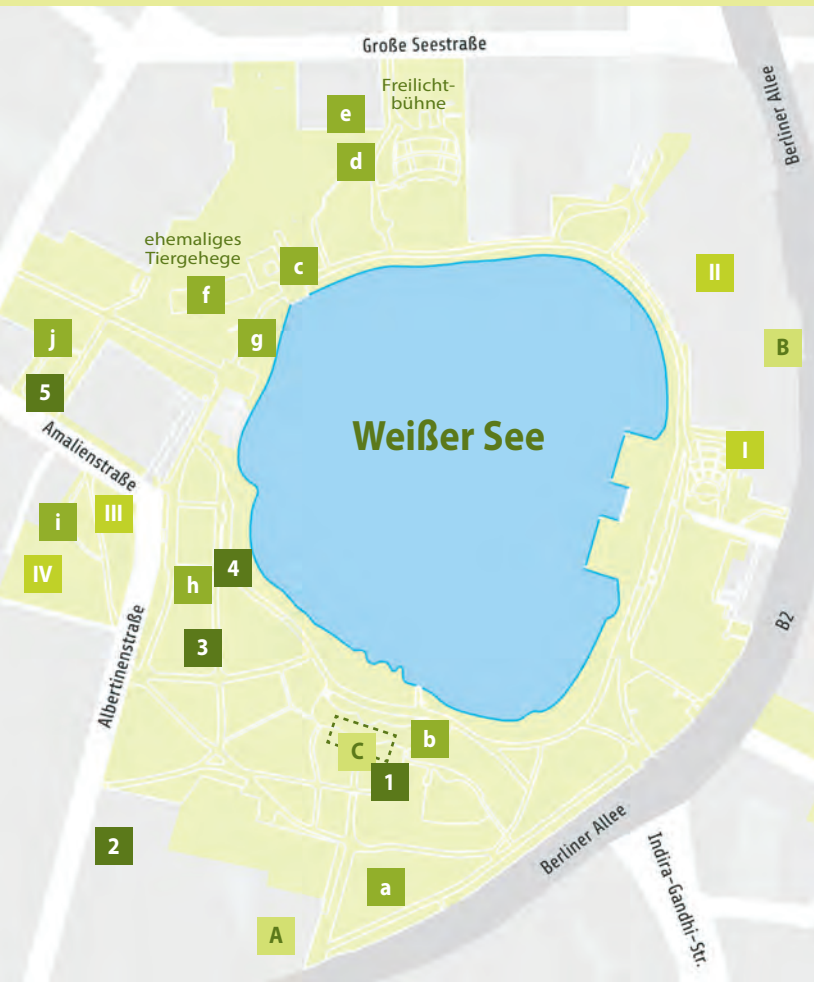 Große Seestraße
Berliner Allee
Freilicht-
bühne
e
d
ehemaliges
Tiergehege
c
f
II
g
j
B
5
Weißer See
Amalienstraße
I
III
i
4
IV
h
B2
3
Albertinenstraße
b
C
1
2
Berliner Allee
Indira-Gandhi-Str.
a
A